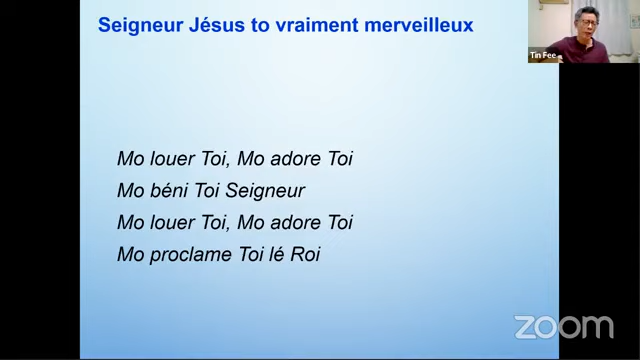 Seigneur Jésus to vraiment merveilleux
Tin Fee
Mo louer Toi, Mo adore Toi
Mo béni Toi Seigneur
Mo louer Toi, Mo adore Toi
Mo proclame Toi lé Roi
zoom